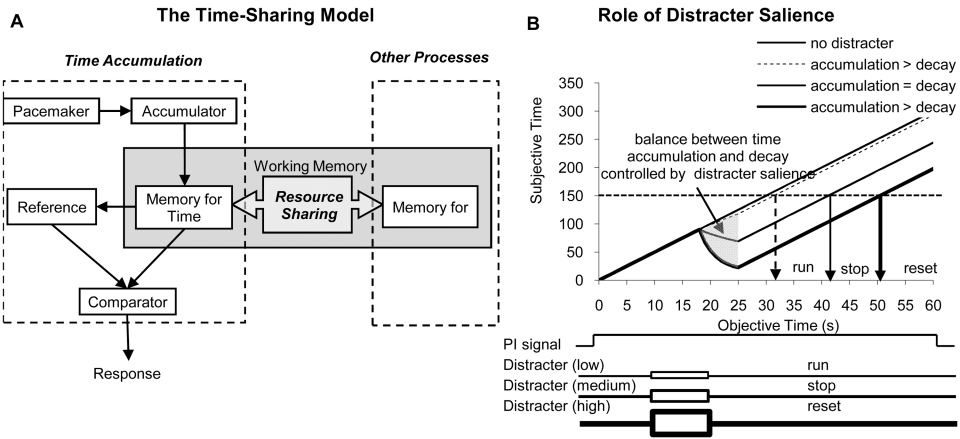 A
The Time-Sharing Model
Time Accumulation
Other Processes
Pacemaker
Accumulator
Working Memory
Reference
Memory for
Time
Resource
Sharing
Memory for
Comparator
Response
B
Role of Distracter Salience
no distracter
accumulation > decay
accumulation = decay
accumulation > decay
Subjective Time
350
300
250
200
150
100
50
0
balance between time
accumulation and decay
controlled by distracter salience
run
stop
reset
0 5 10 15 20 25 30 35 40 45 50 55 60
Objective Time (s)
PI signal
Distracter (low)
run
Distracter (medium)
stop
Distracter (high)
reset